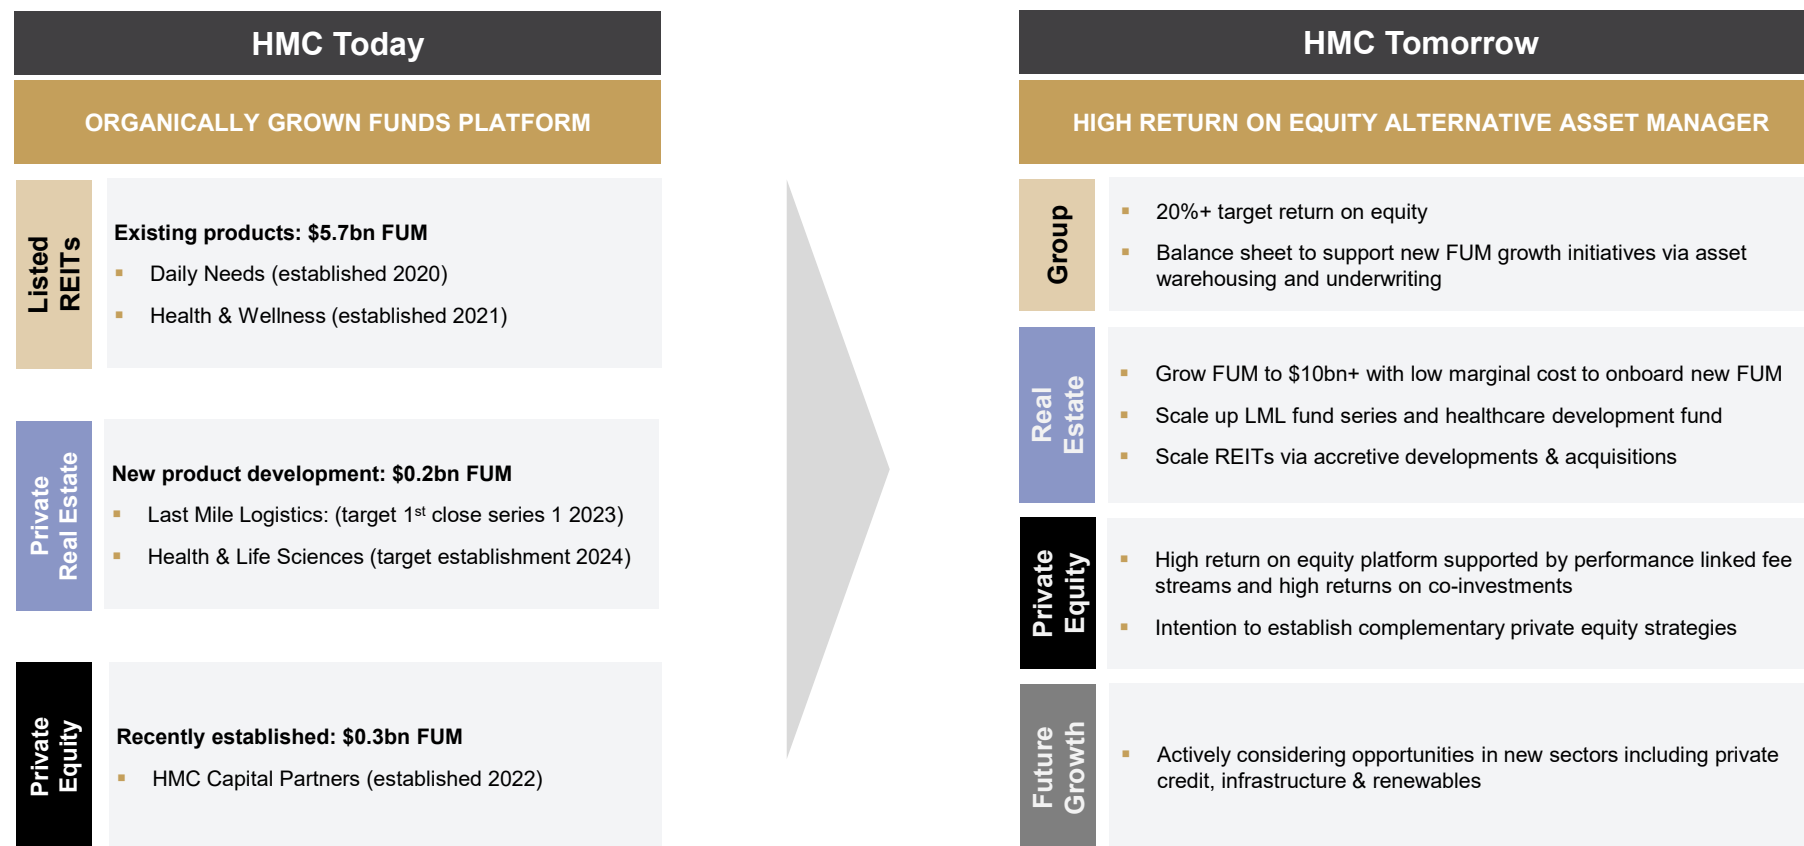 HMC Today
ORGANICALLY GROWN FUNDS PLATFORM
Listed
REITs
Existing products: $5.7bn FUM
▪ Daily Needs (established 2020)
▪ Health & Wellness (established 2021)
Private
Real Estate
New product development: $0.2bn FUM
▪ Last Mile Logistics: (target 1st close series 1 2023)
▪ Health & Life Sciences (target establishment 2024)
Private
Equity
Recently established: $0.3bn FUM
▪ HMC Capital Partners (established 2022)
HMC Tomorrow
HIGH RETURN ON EQUITY ALTERNATIVE ASSET MANAGER
Group
▪ 20%+ target return on equity
▪ Balance sheet to support new FUM growth initiatives via asset
warehousing and underwriting
Real
Estate
▪ Grow FUM to $10bn+ with low marginal cost to onboard new FUM
▪ Scale up LML fund series and healthcare development fund
▪ Scale REITs via accretive developments & acquisitions
Private
Equity
▪ High return on equity platform supported by performance linked fee
streams and high returns on co-investments
▪ Intention to establish complementary private equity strategies
Future
Growth
▪ Actively considering opportunities in new sectors including private
credit, infrastructure & renewables